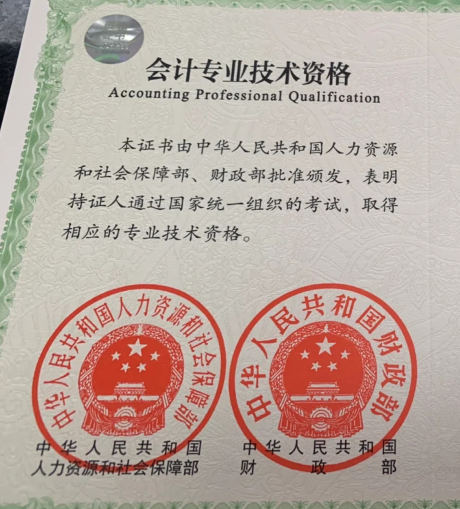 会计专业技术资格
Accounting Professional Qualification
本证书由中华人民共和国人力资源
和社会保障部、财政部批准颁发，表明
持证人通过国家统一组织的考试，取得
相应的专业技术资格。
中华人民共和国人力资源和社会保障部
中华人民共和国财政部
中华人民共和国
人力资源和社会保障部
中华人民共和国
财政部